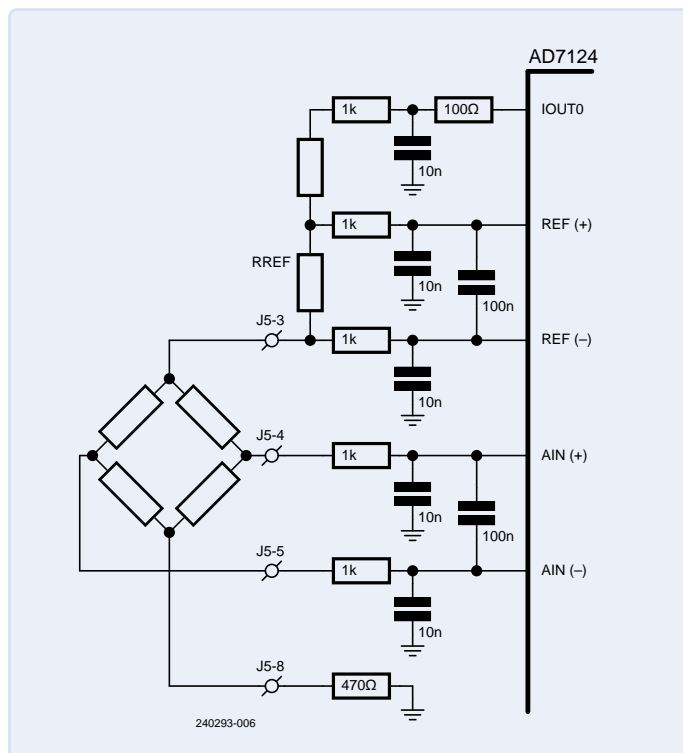 AD7124
1k
100Ω
IOUT0
10n
1k
REF (+)
10n
RREF
100n
J5-3
1k
REF (–)
10n
J5-4
1k
AIN (+)
10n
100n
J5-5
1k
AIN (–)
10n
J5-8
470Ω
240293-006